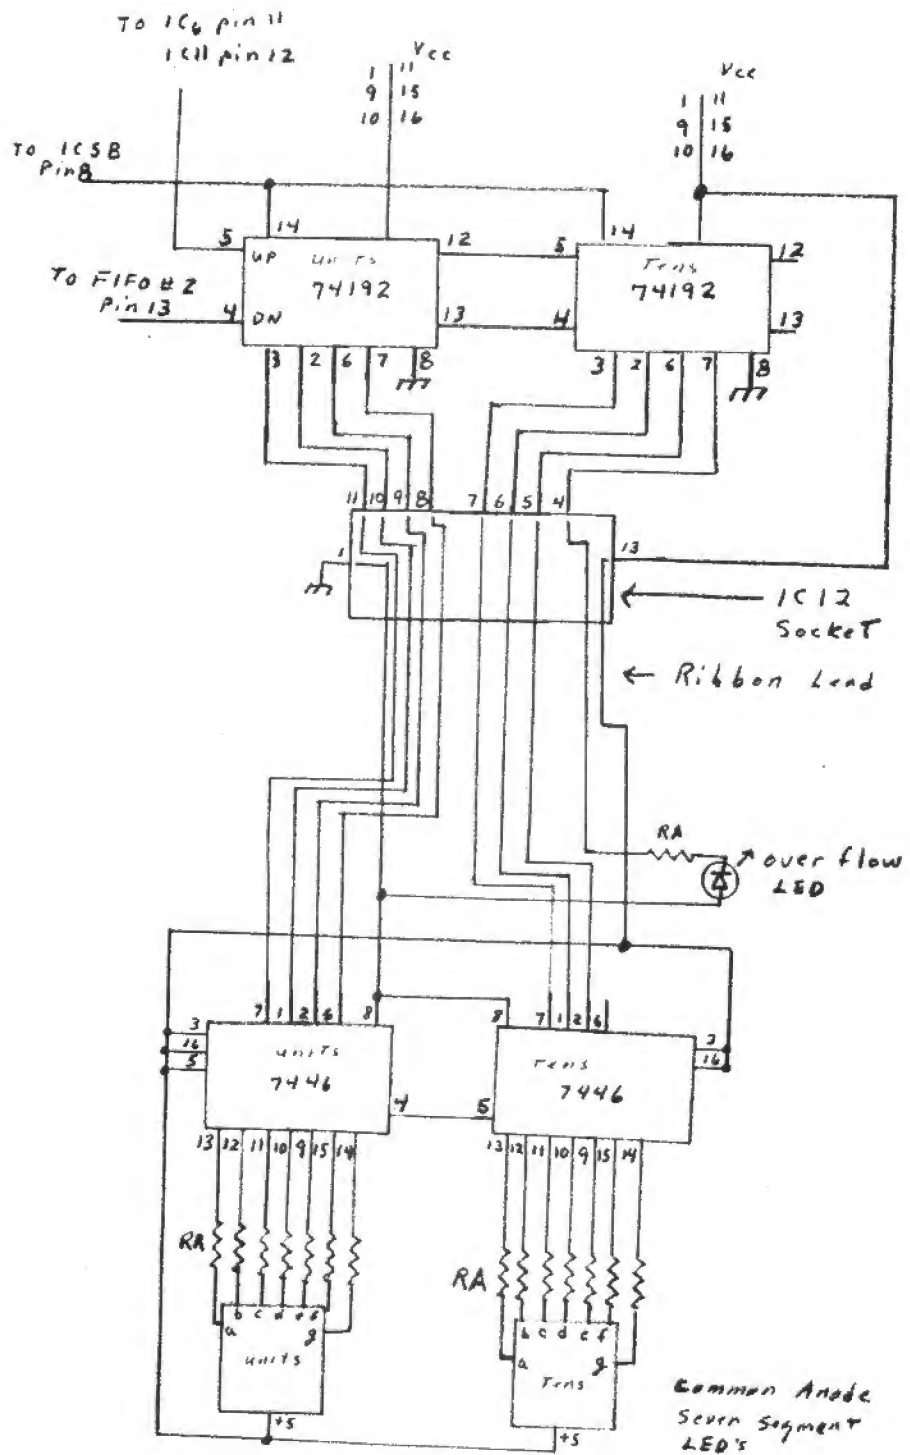 TO IC6 pin 11
IC11 pin 12
Vcc
1 11
9 15
10 16
Vcc
1 11
9 15
10 16
TO IC5B
pin8
14
14
5
UP
units
74192
12
5
Tens
74192
12
TO FIFO #2
pin 13
4
DN
13
4
13
3 2 6 7 8
3 2 6 7 8
11 10 9 8 7 6 5 4
1
13
IC12
Socket
Ribbon Lead
RA
over flow
LED
7 1 2 6 8
8 7 1 2 6
3
16
5
units
7446
4
5
Tens
7446
3
16
13 12 11 10 9 15 14
13 12 11 10 9 15 14
RA
RA
a b c d e f g
units
a b c d e f g
Tens
+5
+5
Common Anode
Seven Segment
LED's